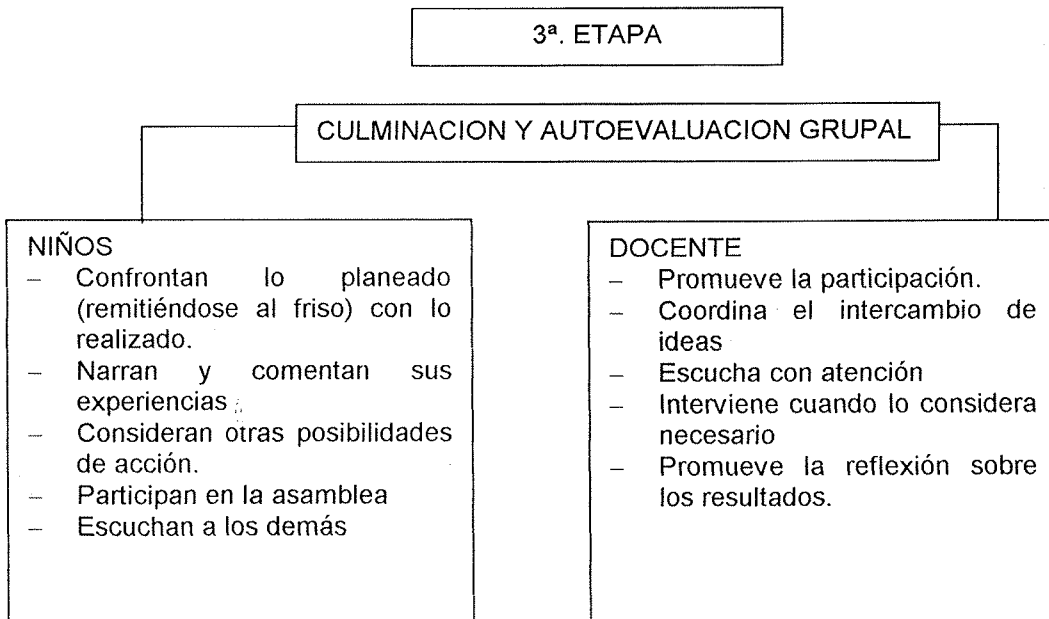 3ª. ETAPA
CULMINACION Y AUTOEVALUACION GRUPAL
NIÑOS
– Confrontan lo planeado
(remitiéndose al friso) con lo
realizado.
– Narran y comentan sus
experiencias
– Consideran otras posibilidades
de acción.
– Participan en la asamblea
– Escuchan a los demás
DOCENTE
– Promueve la participación.
– Coordina el intercambio de
ideas
– Escucha con atención
– Interviene cuando lo considera
necesario
– Promueve la reflexión sobre
los resultados.